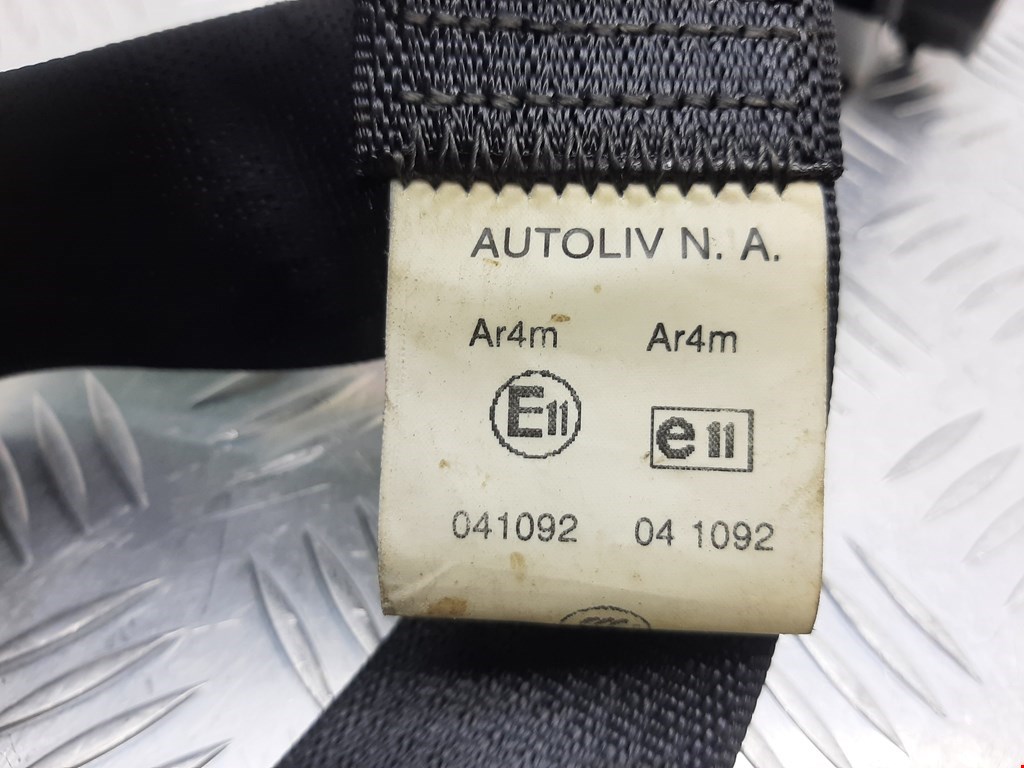 AUTOLIV N. A.
Ar4m Ar4m
E11 e11
041092 04 1092